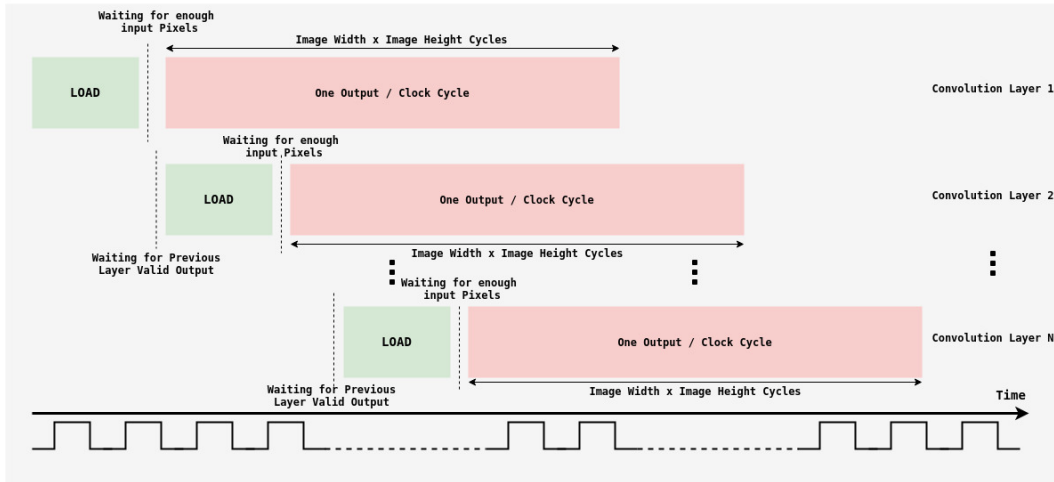 Waiting for enough
input Pixels
Image Width x Image Height Cycles
LOAD
One Output / Clock Cycle
Convolution Layer 1
Waiting for enough
input Pixels
LOAD
One Output / Clock Cycle
Convolution Layer 2
Waiting for Previous
Layer Valid Output
Image Width x Image Height Cycles
Waiting for enough
input Pixels
LOAD
One Output / Clock Cycle
Convolution Layer N
Waiting for Previous
Layer Valid Output
Image Width x Image Height Cycles
Time